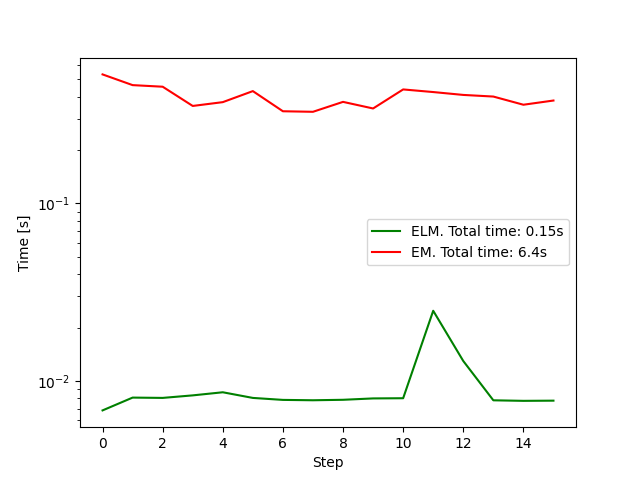 Time [s]
10⁻¹
10⁻²
ELM. Total time: 0.15s
EM. Total time: 6.4s
0 2 4 6 8 10 12 14
Step